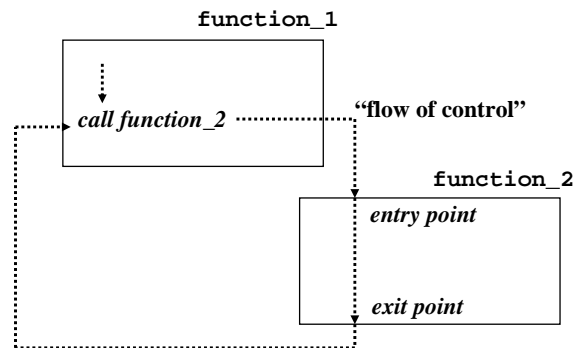 function_1
call function_2
“flow of control”
function_2
entry point
exit point